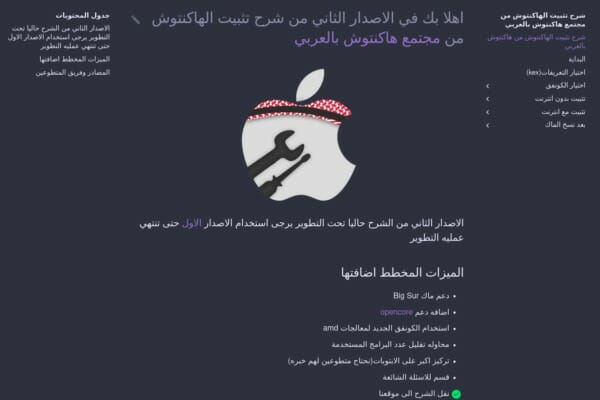 شرح تثبيت الهاكنتوش من
مجتمع هاكنتوش بالعربي
شرح تثبيت الهاكنتوش من هاكنتوش
بالعربي
البداية
اختيار التعريفات(kex)
اختيار الكونفق
تثبيت بدون انترنت
تثبيت مع انترنت
بعد نسخ الماك
اهلا بك في الاصدار الثاني من شرح تثبيت الهاكنتوش
من مجتمع هاكنتوش بالعربي
الاصدار الثاني من الشرح حاليا تحت التطوير يرجى استخدام الاصدار الاول حتى تنتهي
عمليه التطوير
الميزات المخطط اضافتها
دعم ماك Big Sur
اضافه دعم opencore
استخدام الكونفق الجديد لمعالجات amd
محاوله تقليل عدد البرامج المستخدمة
تركيز اكبر على الابتوبات(نحتاج متطوعين لهم خبره)
قسم للاسئلة الشائعة
نقل الشرح الى موقعنا
جدول المحتويات
الاصدار الثاني من الشرح حاليا تحت
التطوير يرجى استخدام الاصدار الاول
حتى تنتهي عمليه التطوير
الميزات المخطط اضافتها
المصادر وفريق المتطوعين